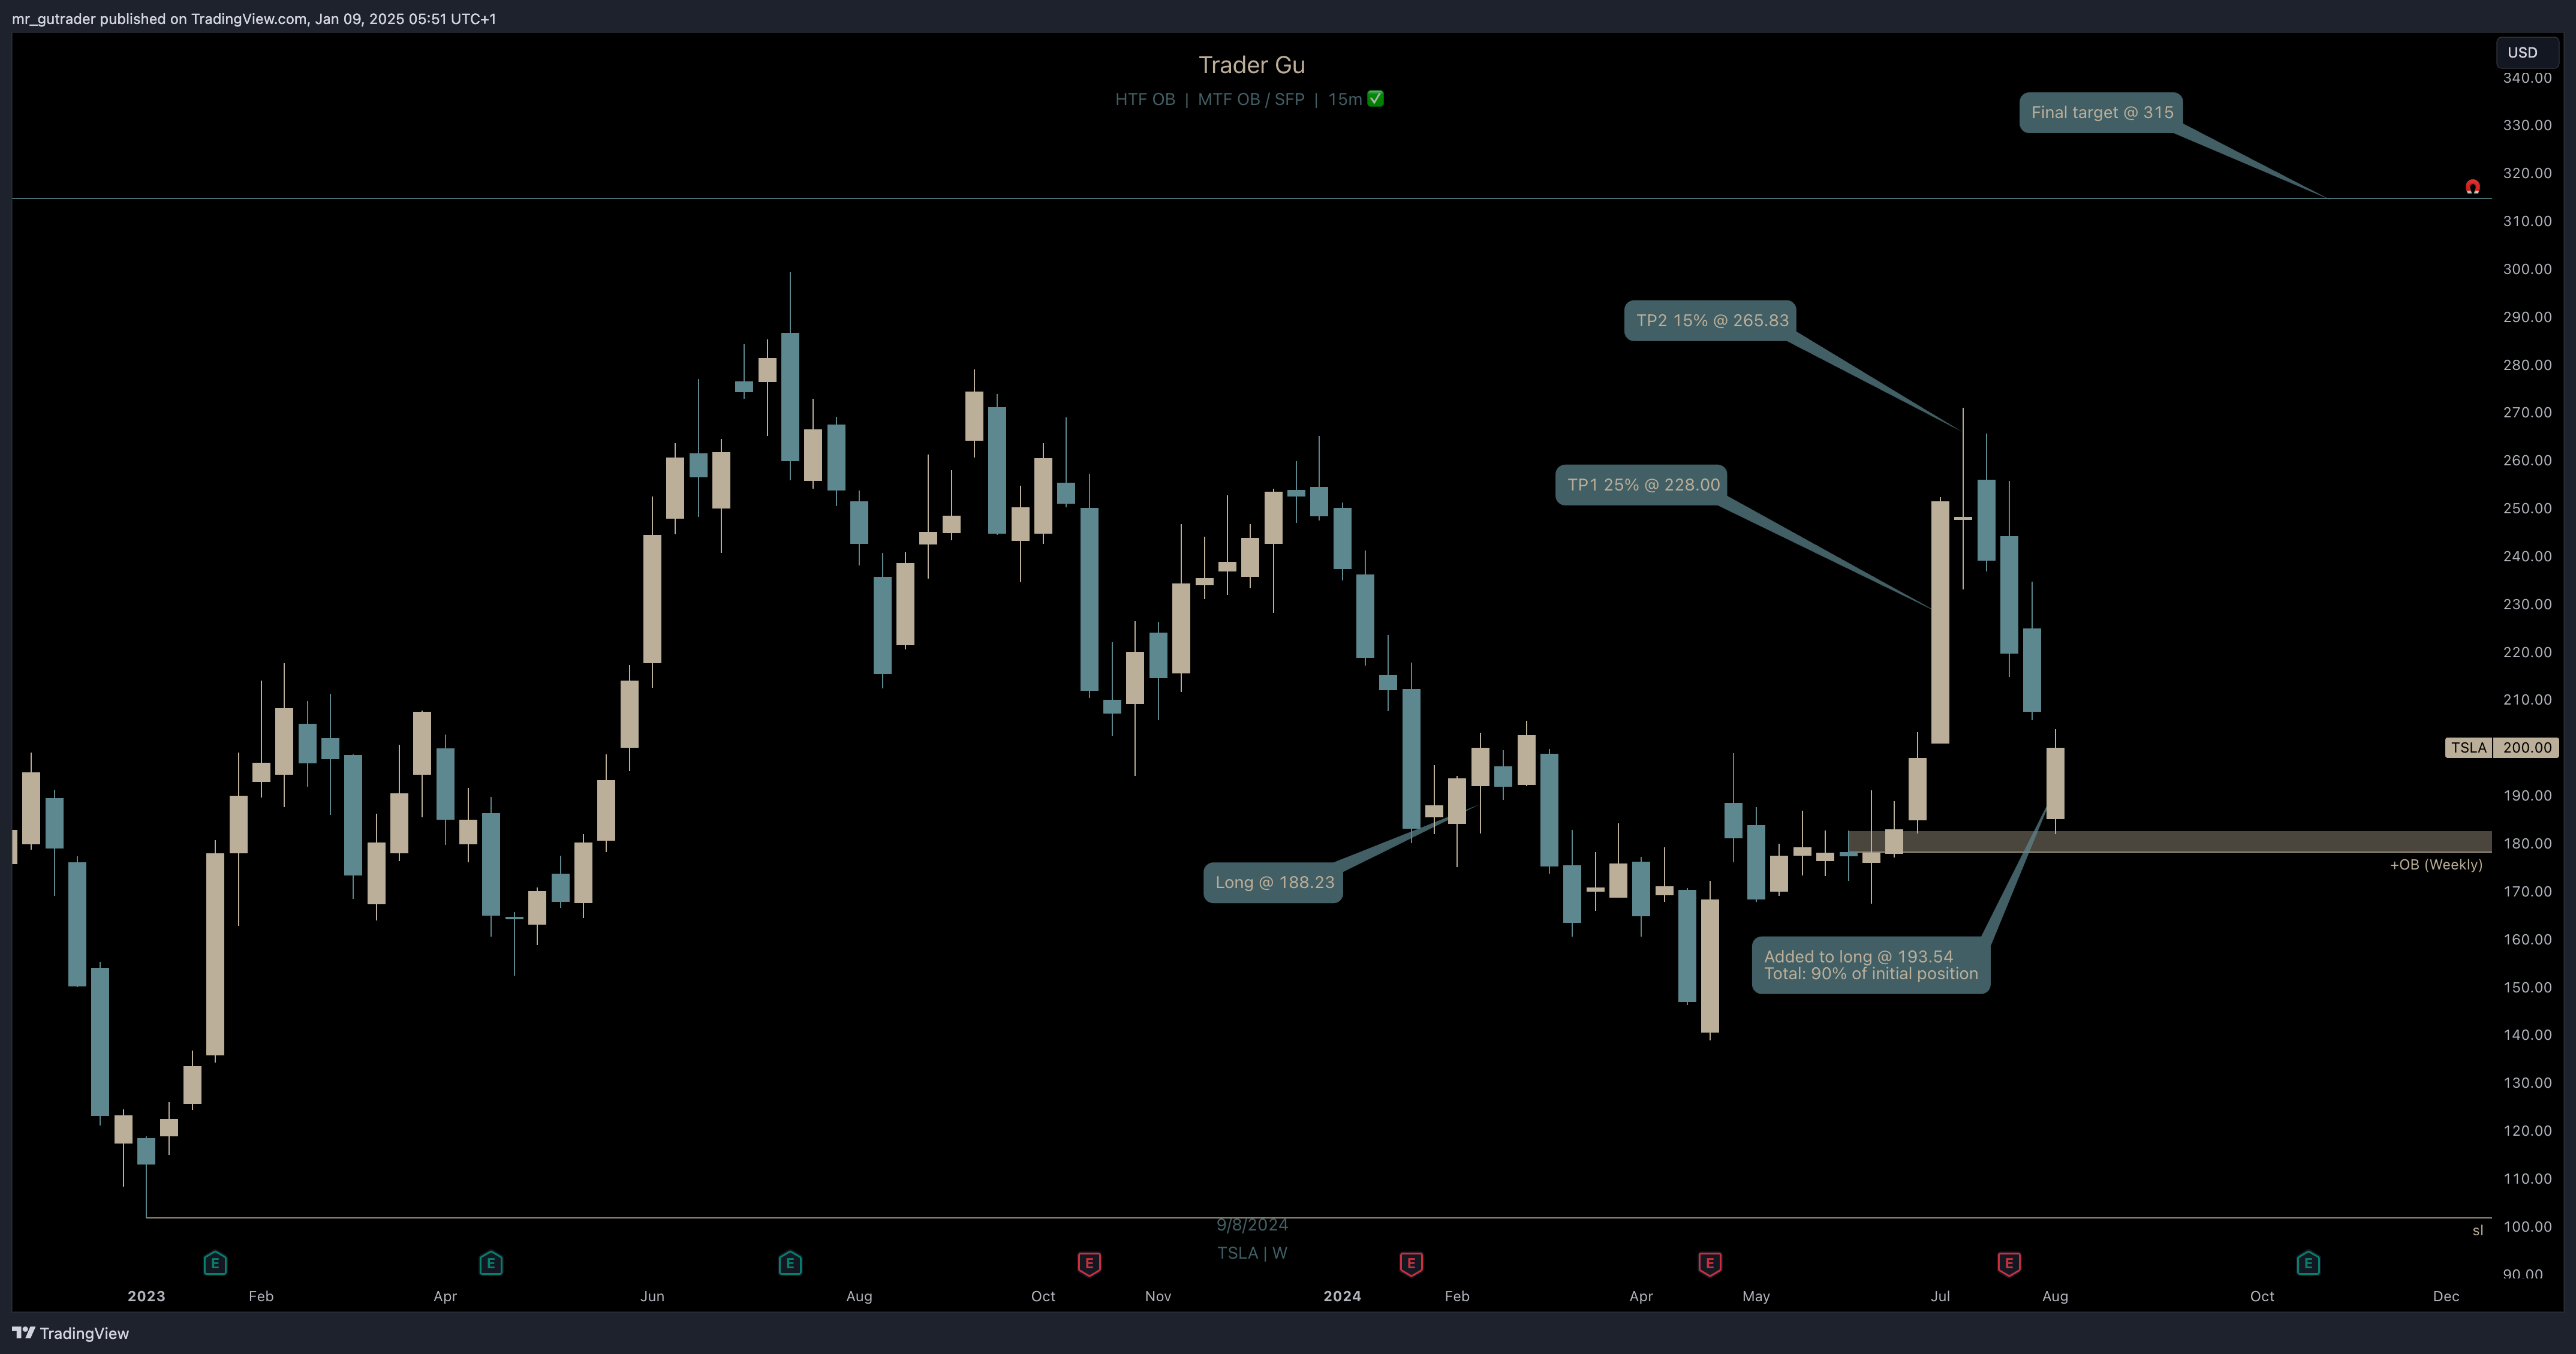 mr_gutrader published on TradingView.com, Jan 09, 2025 05:51 UTC+1
Trader Gu
HTF OB | MTF OB / SFP | 15m ✅
USD
340.00
Final target @ 315
330.00
320.00
310.00
300.00
290.00
TP2 15% @ 265.83
280.00
270.00
260.00
TP1 25% @ 228.00
250.00
240.00
230.00
220.00
210.00
TSLA 200.00
190.00
180.00
+OB (Weekly)
Long @ 188.23
170.00
160.00
Added to long @ 193.54
Total: 90% of initial position
150.00
140.00
130.00
120.00
110.00
100.00
9/8/2024
sl
TSLA | W
E E E E E E E E
90.00
2023 Feb Apr Jun Aug Oct Nov 2024 Feb Apr May Jul Aug Oct Dec
TradingView